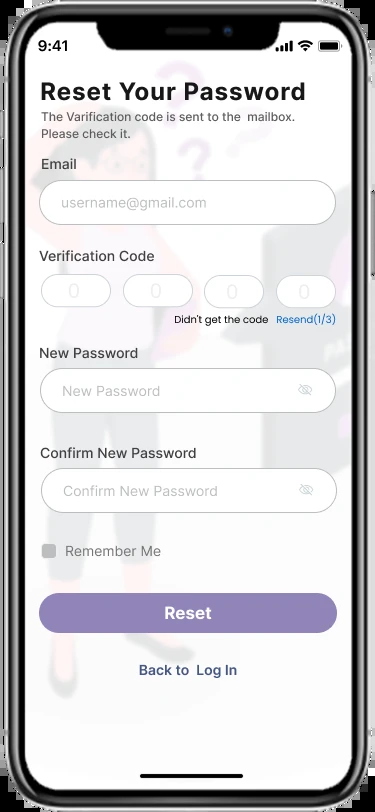 9:41
Reset Your Password
The Varification code is sent to the mailbox.
Please check it.
Email
username@gmail.com
Verification Code
0 0 0 0
Didn't get the code Resend(1/3)
New Password
New Password
Confirm New Password
Confirm New Password
Remember Me
Reset
Back to Log In